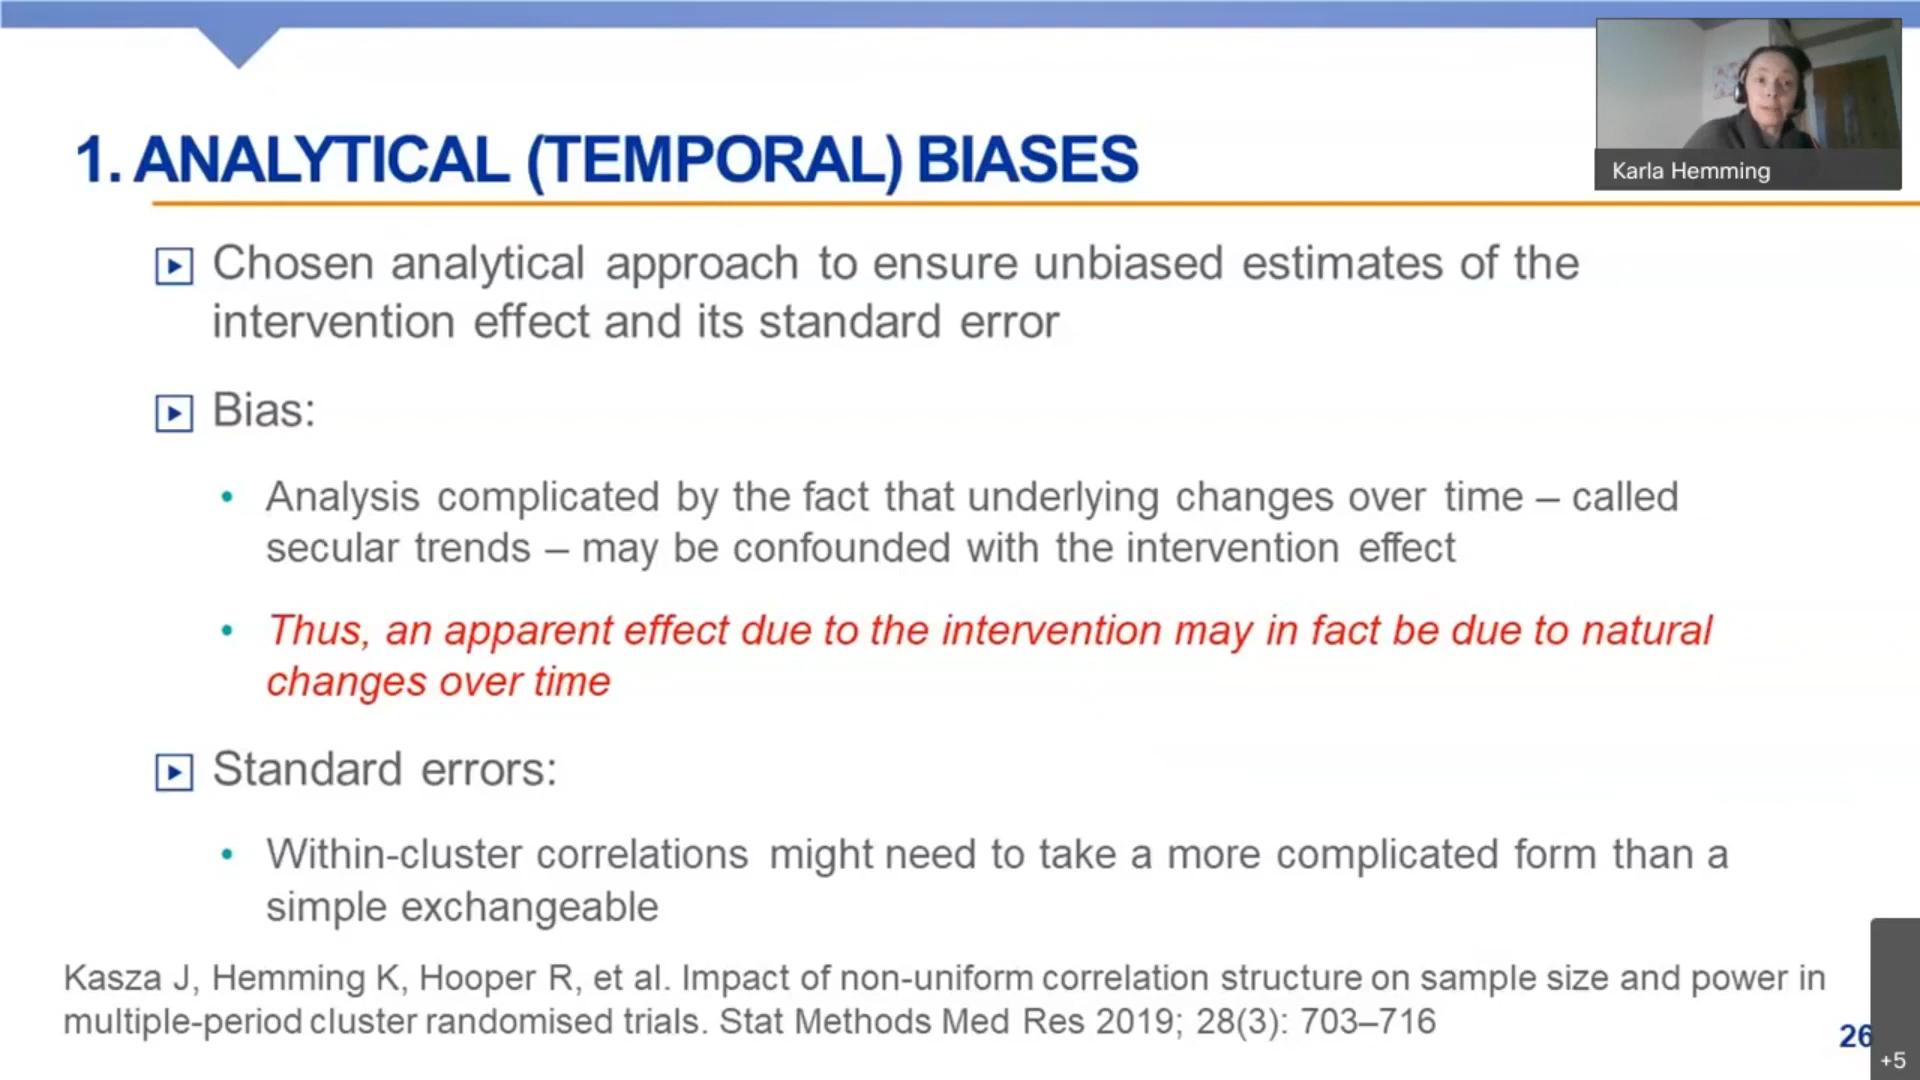 Karla Hemming
1. ANALYTICAL (TEMPORAL) BIASES
Chosen analytical approach to ensure unbiased estimates of the
intervention effect and its standard error
Bias:
• Analysis complicated by the fact that underlying changes over time – called
secular trends – may be confounded with the intervention effect
• Thus, an apparent effect due to the intervention may in fact be due to natural
changes over time
Standard errors:
• Within-cluster correlations might need to take a more complicated form than a
simple exchangeable
Kasza J, Hemming K, Hooper R, et al. Impact of non-uniform correlation structure on sample size and power in
multiple-period cluster randomised trials. Stat Methods Med Res 2019; 28(3): 703–716
26
+5